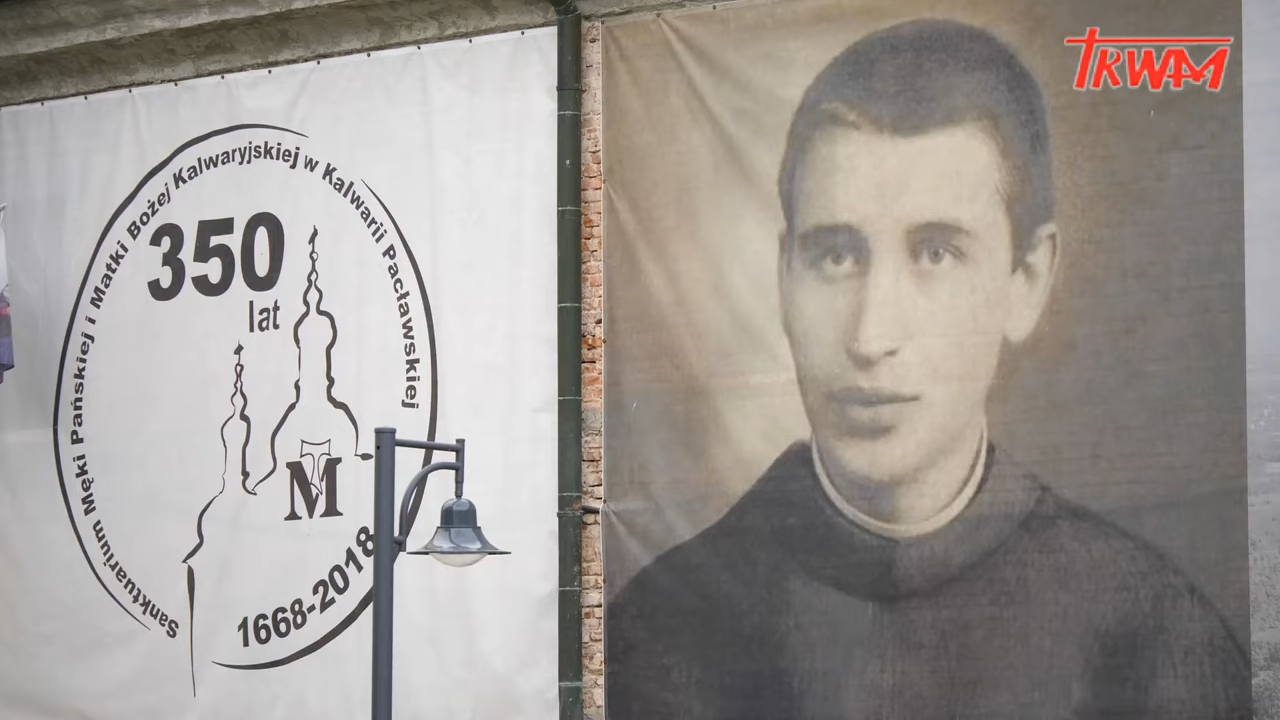 Sanktuarium Męki Pańskiej i Matki Bożej Kalwaryjskiej w Kalwarii Pacławskiej
350
lat
M
1668-2018
TRWAM